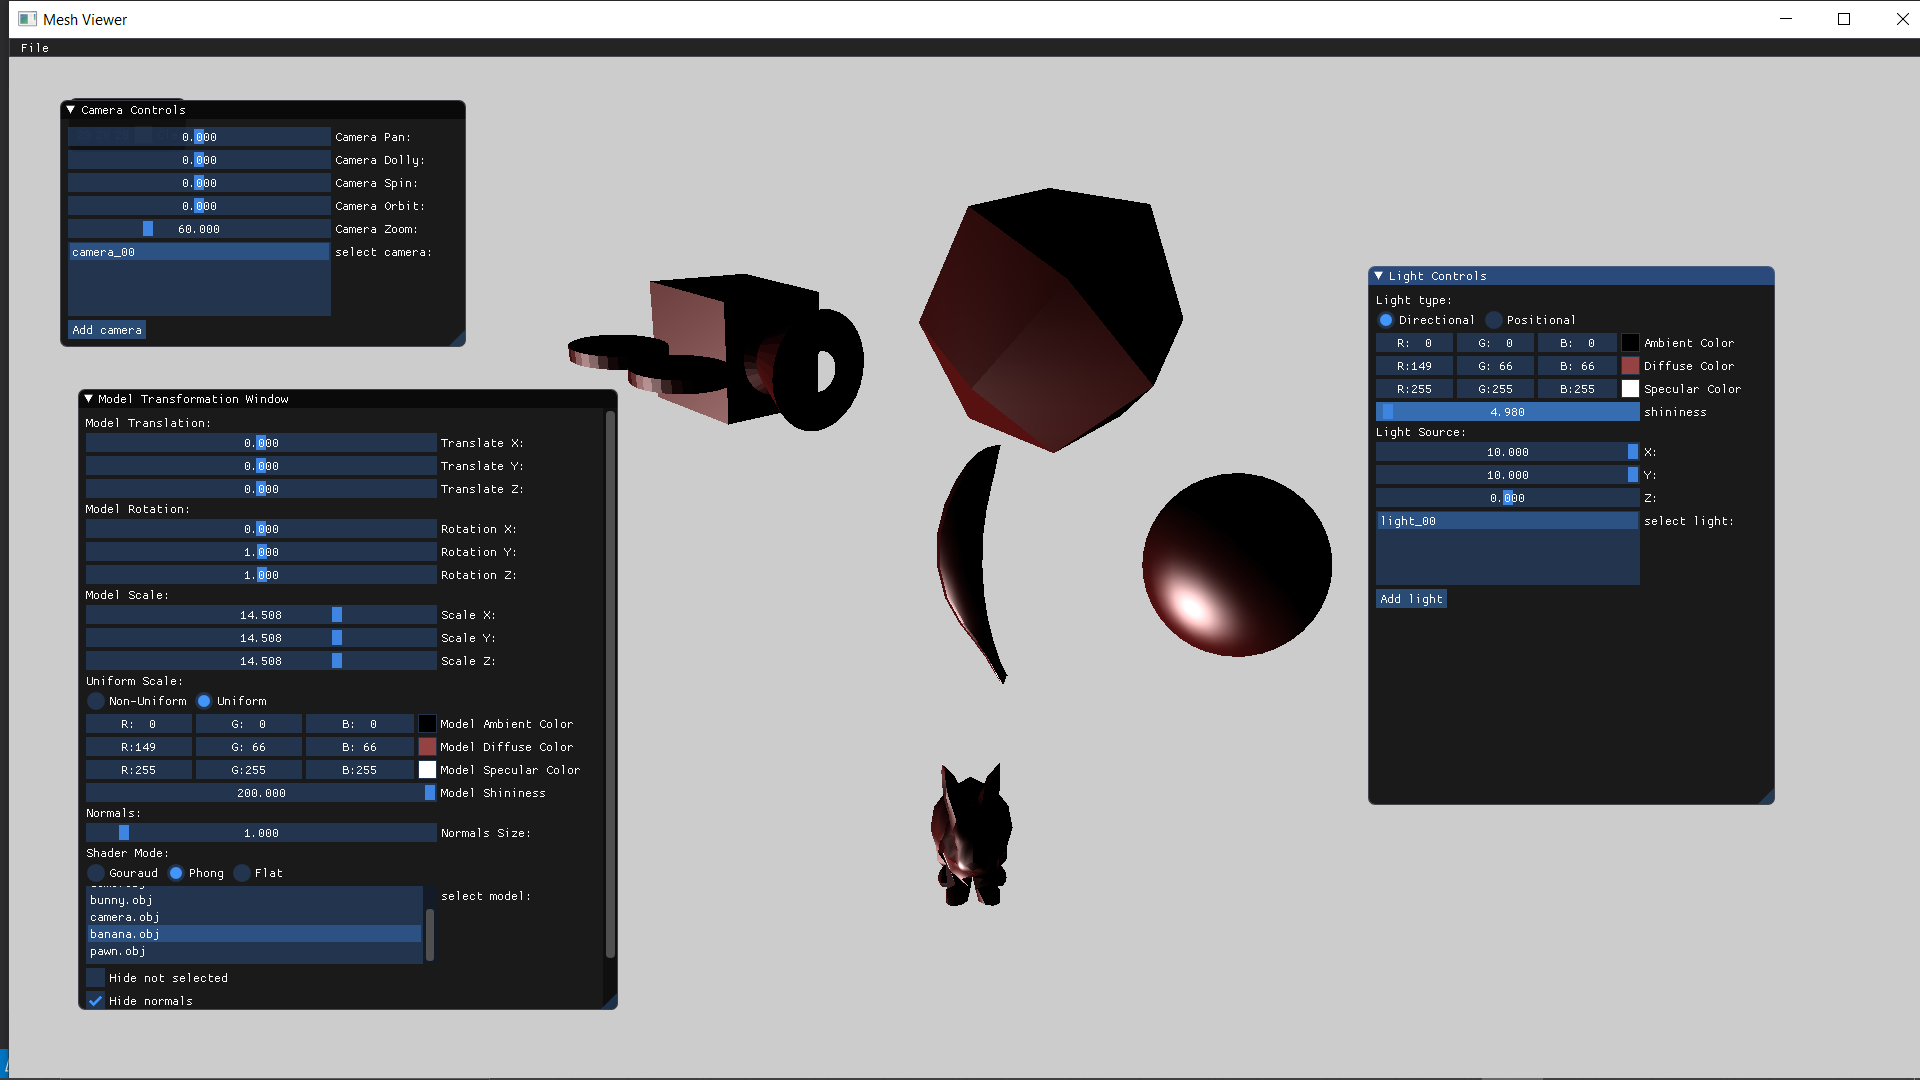 Mesh Viewer
File
Camera Controls
0.000 Camera Pan:
0.000 Camera Dolly:
0.000 Camera Spin:
0.000 Camera Orbit:
60.000 Camera Zoom:
camera_00 select camera:
Add camera
Model Transformation Window
Model Translation:
0.000 Translate X:
0.000 Translate Y:
0.000 Translate Z:
Model Rotation:
0.000 Rotation X:
1.000 Rotation Y:
1.000 Rotation Z:
Model Scale:
14.508 Scale X:
14.508 Scale Y:
14.508 Scale Z:
Uniform Scale:
Non-Uniform Uniform
R: 0 G: 0 B: 0 Model Ambient Color
R:149 G: 66 B: 66 Model Diffuse Color
R:255 G:255 B:255 Model Specular Color
200.000 Model Shininess
Normals:
1.000 Normals Size:
Shader Mode:
Gouraud Phong Flat
select model:
bunny.obj
camera.obj
banana.obj
pawn.obj
Hide not selected
Hide normals
Light Controls
Light type:
Directional Positional
R: 0 G: 0 B: 0 Ambient Color
R:149 G: 66 B: 66 Diffuse Color
R:255 G:255 B:255 Specular Color
4.980 shininess
Light Source:
10.000 X:
10.000 Y:
0.000 Z:
light_00 select light:
Add light